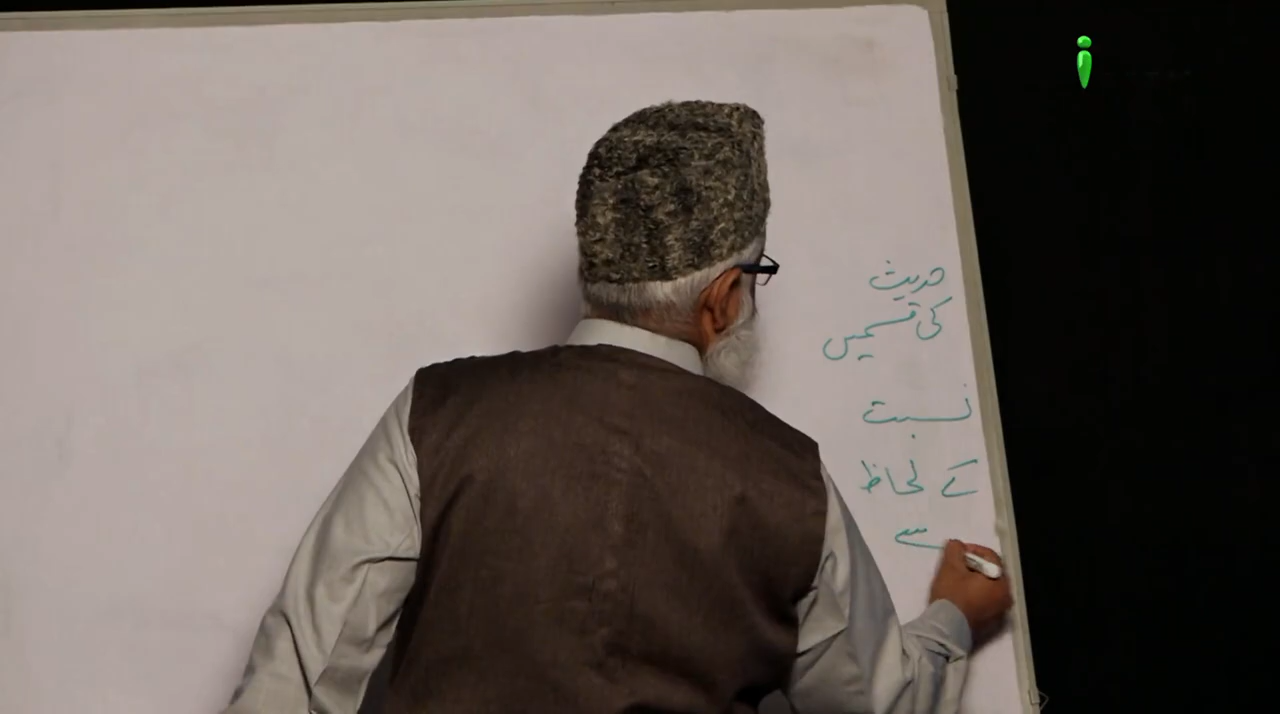 حدیث
کی قسمیں
نسبت
کے لحاظ
سے